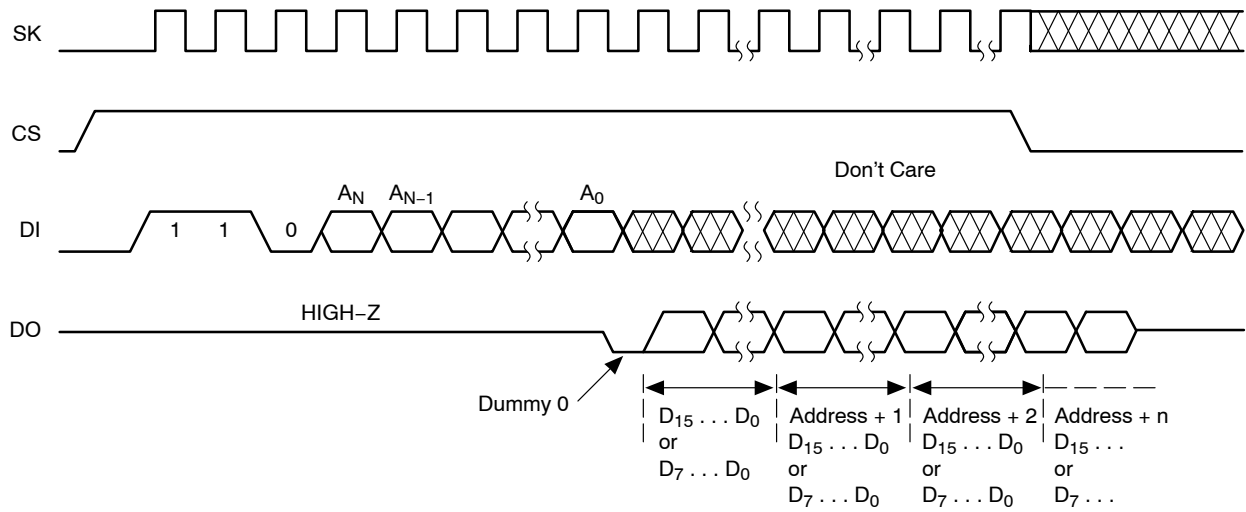 SK
CS
Don't Care
A_N A_{N−1} A_0
DI 1 1 0
HIGH−Z
DO
Dummy 0
D_15 . . . D_0
or
D_7 . . . D_0
Address + 1
D_15 . . . D_0
or
D_7 . . . D_0
Address + 2
D_15 . . . D_0
or
D_7 . . . D_0
Address + n
D_15 . . .
or
D_7 . . .